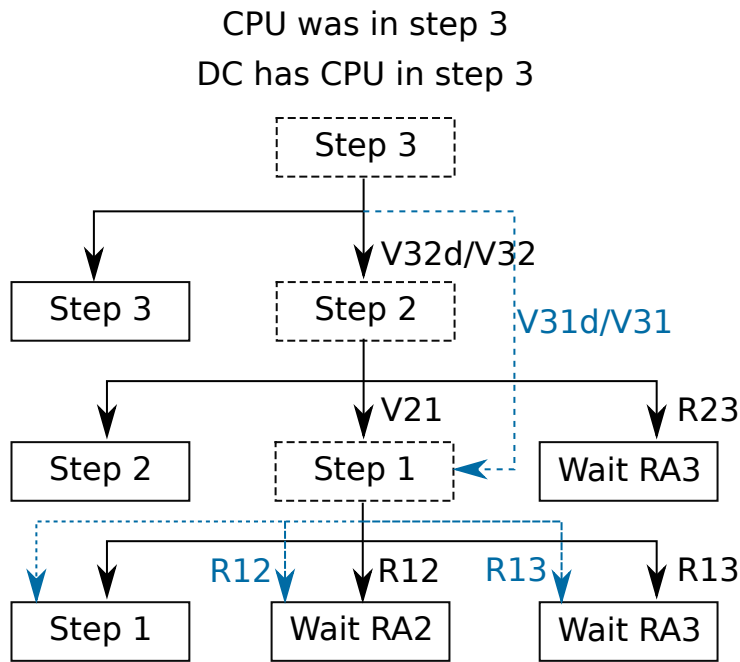 CPU was in step 3
DC has CPU in step 3
Step 3
V32d/V32
Step 3
Step 2
V31d/V31
V21
R23
Step 2
Step 1
Wait RA3
R12
R12
R13
R13
Step 1
Wait RA2
Wait RA3